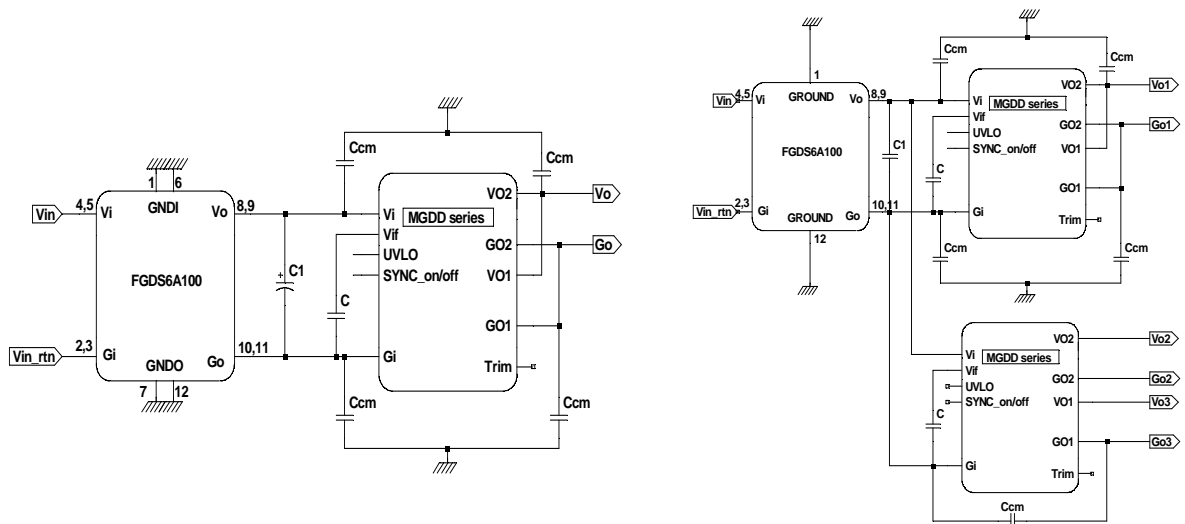 Ccm
Ccm
1 6
GNDI
Vin
4,5
Vi
Vo
8,9
FGDS6A100
Vin_rtn
2,3
Gi
Go
10,11
GNDO
7 12
C1
C
Vi
MGDD series
Vif
UVLO
SYNC_on/off
Gi
VO2
GO2
VO1
GO1
Trim
Vo
Go
Ccm
Ccm
1
GROUND
Vin
4,5
Vi
Vo
8,9
FGDS6A100
Vin_rtn
2,3
Gi
Go
10,11
GROUND
12
C1
Ccm
Ccm
C
Vi
MGDD series
Vif
UVLO
SYNC_on/off
Gi
VO2
GO2
VO1
GO1
Trim
Vo1
Go1
Ccm
Ccm
Vi
MGDD series
Vif
UVLO
SYNC_on/off
C
Gi
VO2
GO2
VO1
GO1
Trim
Vo2
Go2
Vo3
Go3
Ccm